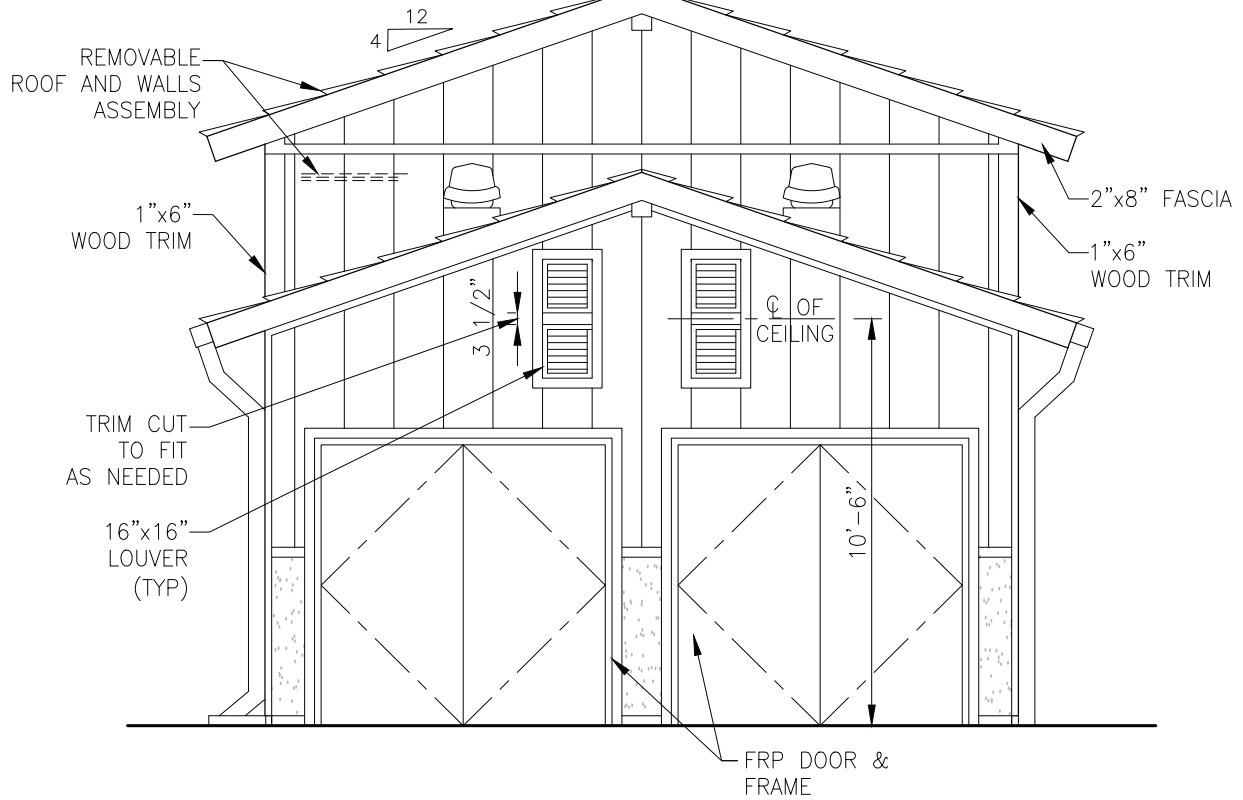 12
4
REMOVABLE
ROOF AND WALLS
ASSEMBLY
1”x6”
WOOD TRIM
2”x8” FASCIA
1”x6”
WOOD TRIM
3 1/2”
℄ OF
CEILING
TRIM CUT
TO FIT
AS NEEDED
16”x16”
LOUVER
(TYP)
10’-6”
FRP DOOR &
FRAME